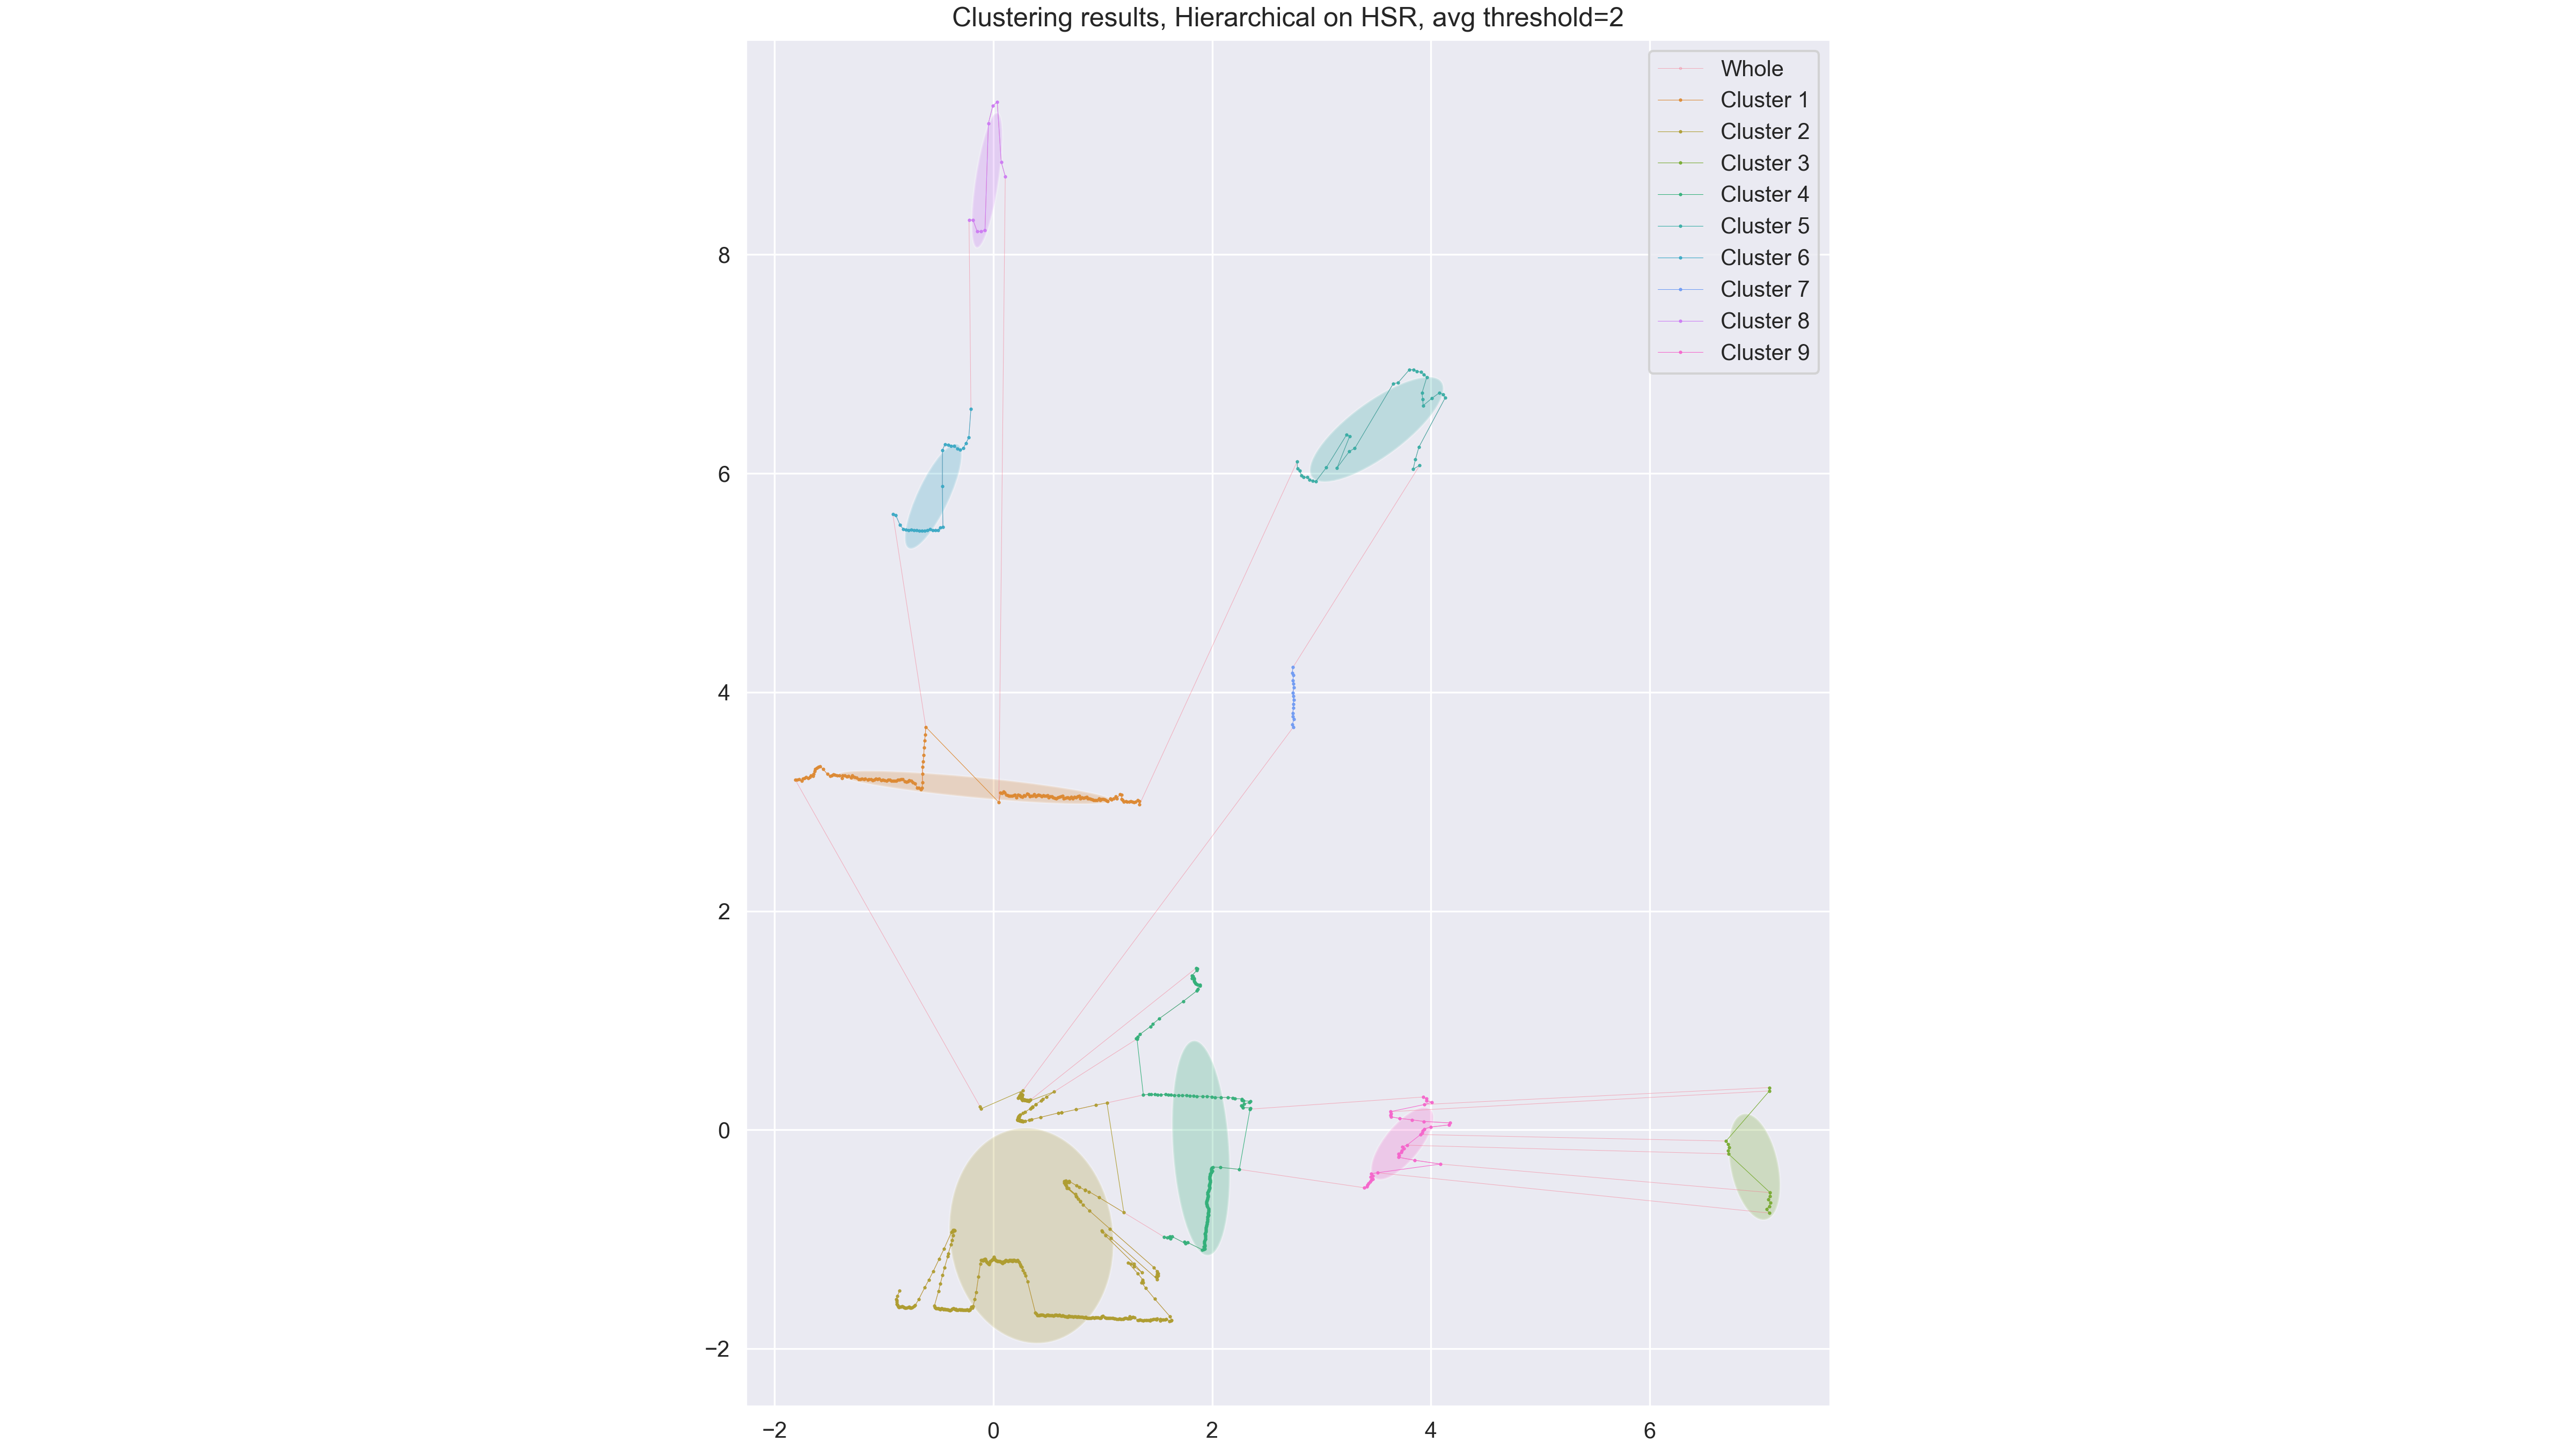 Clustering results, Hierarchical on HSR, avg threshold=2
Whole
Cluster 1
Cluster 2
Cluster 3
Cluster 4
Cluster 5
Cluster 6
Cluster 7
Cluster 8
Cluster 9
8
6
4
2
0
−2
−2 0 2 4 6